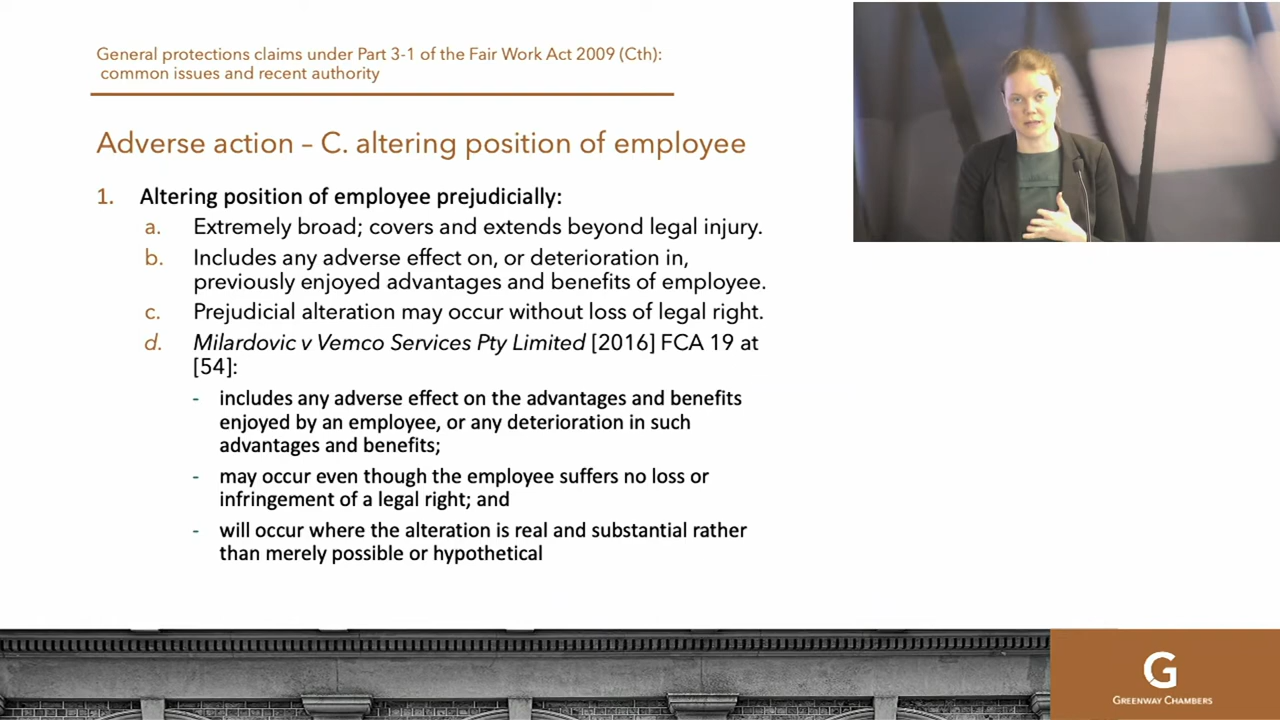 General protections claims under Part 3-1 of the Fair Work Act 2009 (Cth):
common issues and recent authority
Adverse action – C. altering position of employee
1. Altering position of employee prejudicially:
a. Extremely broad; covers and extends beyond legal injury.
b. Includes any adverse effect on, or deterioration in,
previously enjoyed advantages and benefits of employee.
c. Prejudicial alteration may occur without loss of legal right.
d. Milardovic v Vemco Services Pty Limited [2016] FCA 19 at
[54]:
- includes any adverse effect on the advantages and benefits
enjoyed by an employee, or any deterioration in such
advantages and benefits;
- may occur even though the employee suffers no loss or
infringement of a legal right; and
- will occur where the alteration is real and substantial rather
than merely possible or hypothetical
G
GREENWAY CHAMBERS